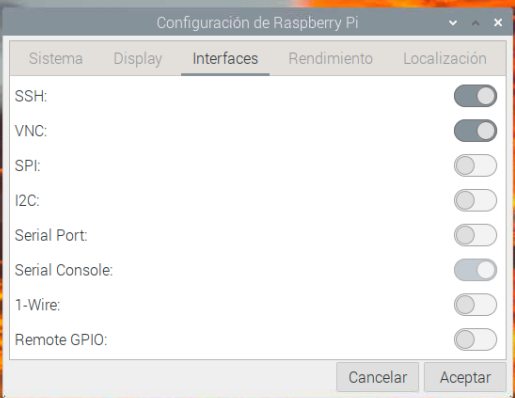 Configuración de Raspberry Pi
Sistema Display Interfaces Rendimiento Localización
SSH:
VNC:
SPI:
I2C:
Serial Port:
Serial Console:
1-Wire:
Remote GPIO:
Cancelar Aceptar